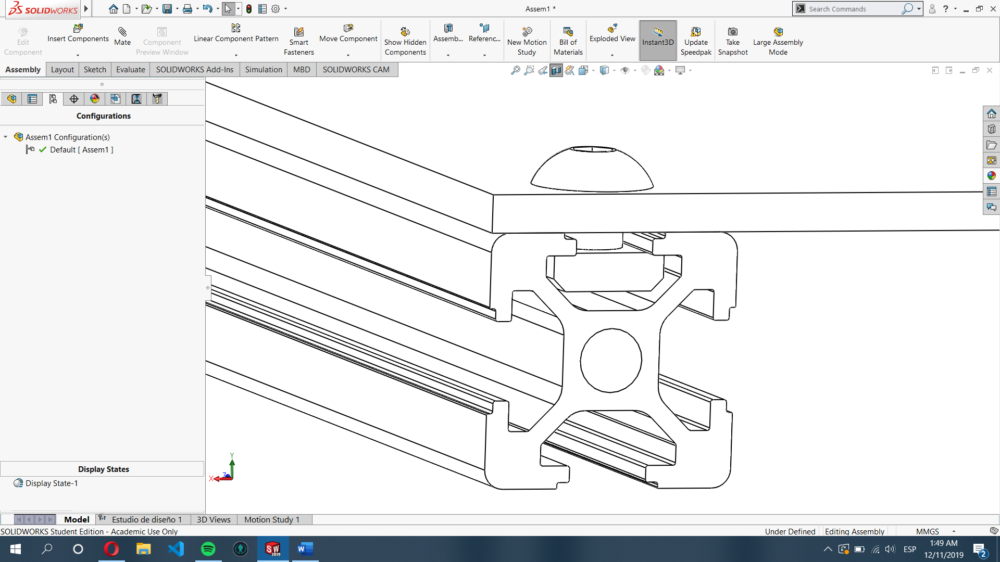 SOLIDWORKS
Assem1 *
Search Commands
?
Edit Component
Insert Components
Mate
Component Preview Window
Linear Component Pattern
Smart Fasteners
Move Component
Show Hidden Components
Assemb...
Referenc...
New Motion Study
Bill of Materials
Exploded View
Instant3D
Update Speedpak
Take Snapshot
Large Assembly Mode
Assembly
Layout
Sketch
Evaluate
SOLIDWORKS Add-Ins
Simulation
MBD
SOLIDWORKS CAM
Configurations
Assem1 Configuration(s)
Default [ Assem1 ]
Y
X
Z
Display States
Display State-1
Model
Estudio de diseño 1
3D Views
Motion Study 1
SOLIDWORKS Student Edition - Academic Use Only
Under Defined
Editing Assembly
MMGS
SW
2019
W
ESP
1:49 AM
12/11/2019
2